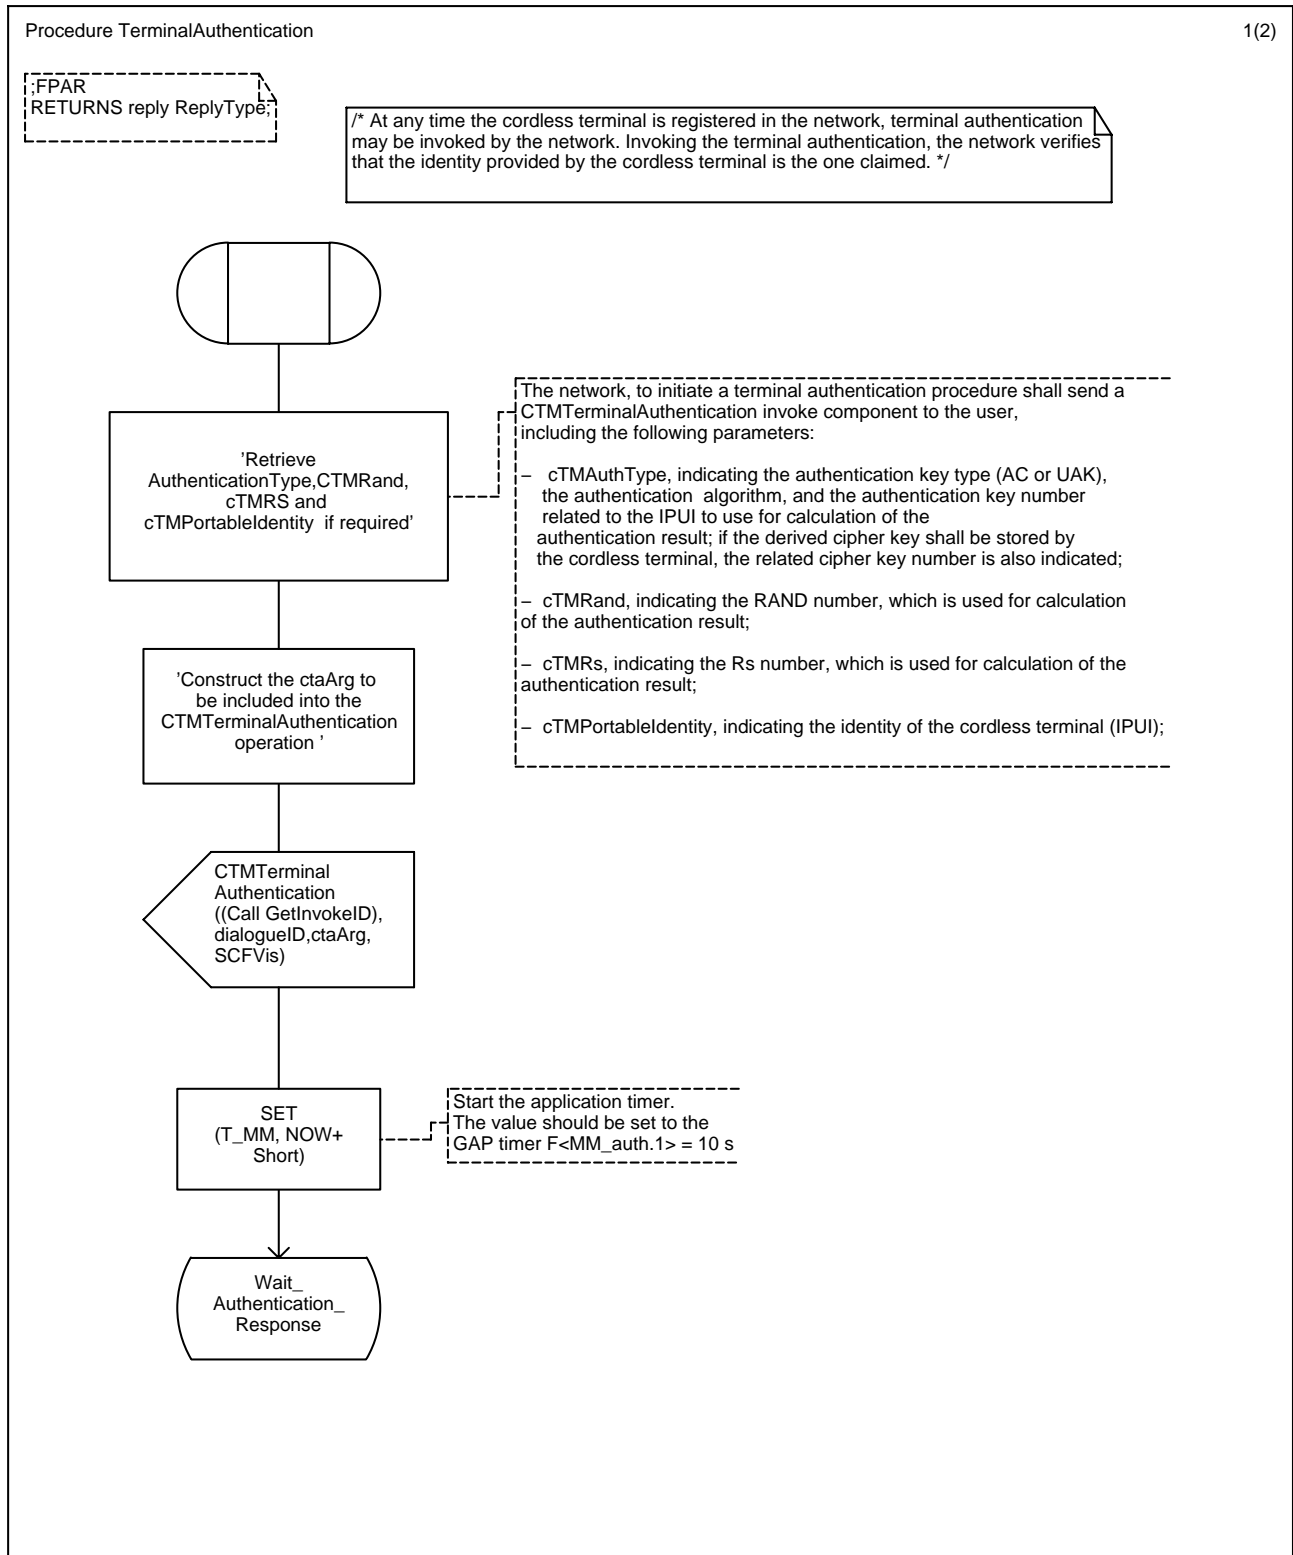 Procedure TerminalAuthentication
1(2)
;FPAR
RETURNS reply ReplyType;
/* At any time the cordless terminal is registered in the network, terminal authentication
may be invoked by the network. Invoking the terminal authentication, the network verifies
that the identity provided by the cordless terminal is the one claimed. */
'Retrieve
AuthenticationType,CTMRand,
cTMRS and
cTMPortableIdentity if required'
The network, to initiate a terminal authentication procedure shall send a
CTMTerminalAuthentication invoke component to the user,
including the following parameters:
– cTMAuthType, indicating the authentication key type (AC or UAK),
the authentication algorithm, and the authentication key number
related to the IPUI to use for calculation of the
authentication result; if the derived cipher key shall be stored by
the cordless terminal, the related cipher key number is also indicated;
– cTMRand, indicating the RAND number, which is used for calculation
of the authentication result;
– cTMRs, indicating the Rs number, which is used for calculation of the
authentication result;
– cTMPortableIdentity, indicating the identity of the cordless terminal (IPUI);
'Construct the ctaArg to
be included into the
CTMTerminalAuthentication
operation '
CTMTerminal
Authentication
((Call GetInvokeID),
dialogueID,ctaArg,
SCFVis)
SET
(T_MM, NOW+
Short)
Start the application timer.
The value should be set to the
GAP timer F<MM_auth.1> = 10 s
Wait_
Authentication_
Response